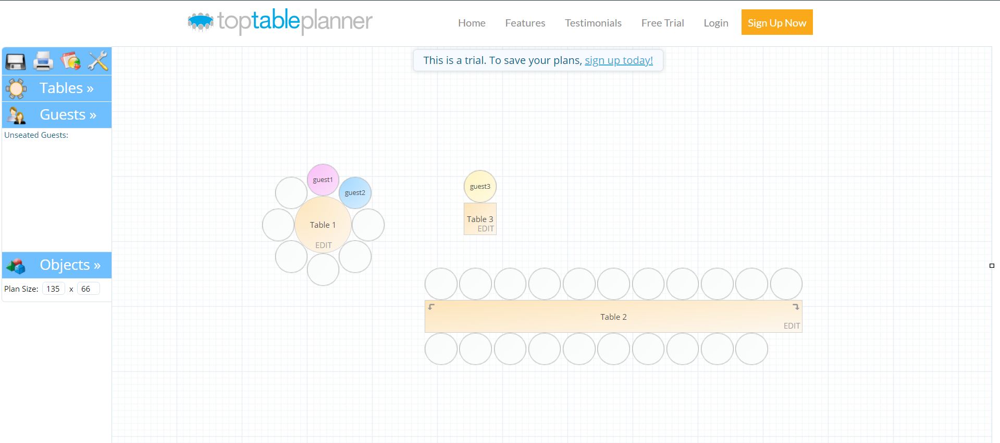 toptableplanner
Home
Features
Testimonials
Free Trial
Login
Sign Up Now
This is a trial. To save your plans, sign up today!
Tables »
Guests »
Unseated Guests:
Objects »
Plan Size: 135 x 66
guest1
guest2
Table 1
EDIT
guest3
Table 3
EDIT
Table 2
EDIT